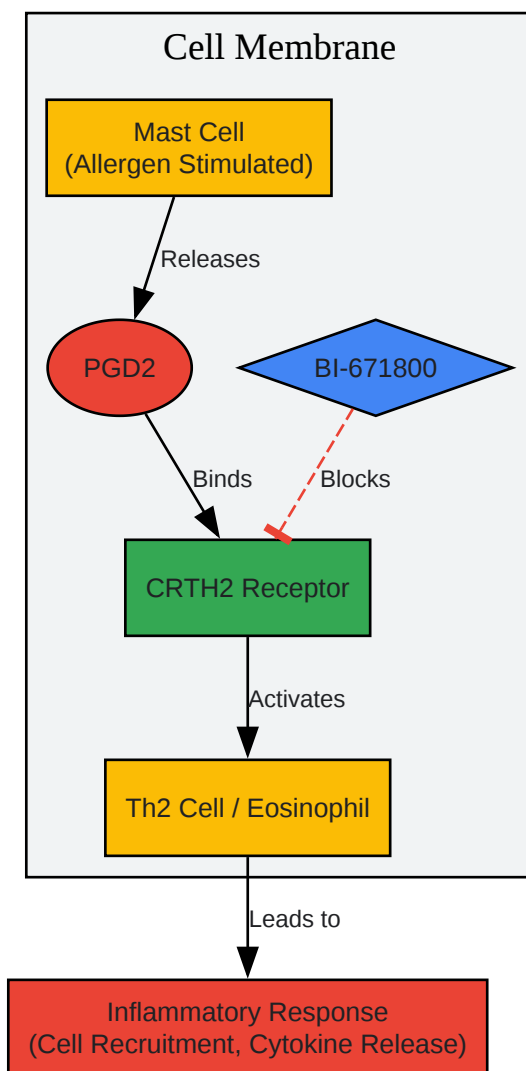 Cell Membrane
Mast Cell
(Allergen Stimulated)
Releases
PGD2
BI-671800
Binds
Blocks
CRTH2 Receptor
Activates
Th2 Cell / Eosinophil
Leads to
Inflammatory Response
(Cell Recruitment, Cytokine Release)